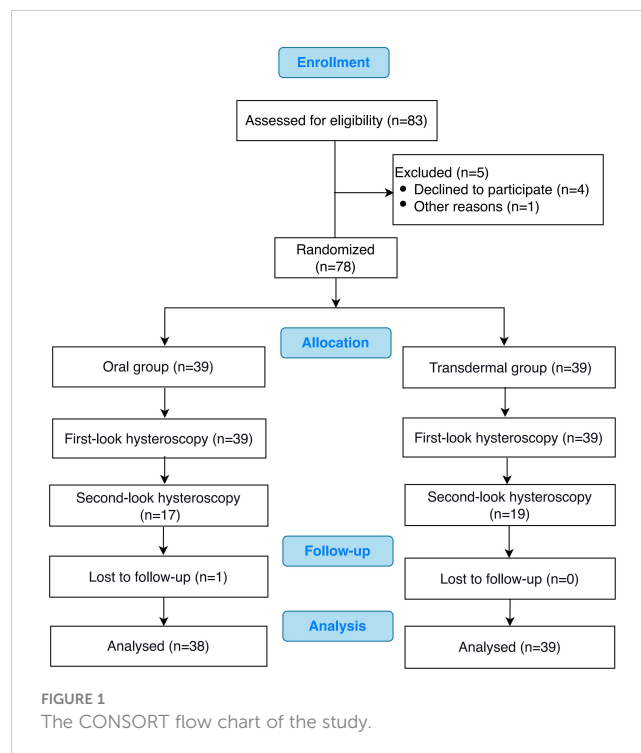 Enrollment
Assessed for eligibility (n=83)
Excluded (n=5)
• Declined to participate (n=4)
• Other reasons (n=1)
Randomized
(n=78)
Allocation
Oral group (n=39)
Transdermal group (n=39)
First-look hysteroscopy (n=39)
First-look hysteroscopy (n=39)
Second-look hysteroscopy
(n=17)
Second-look hysteroscopy
(n=19)
Follow-up
Lost to follow-up (n=1)
Lost to follow-up (n=0)
Analysis
Analysed (n=38)
Analysed (n=39)
FIGURE 1
The CONSORT flow chart of the study.